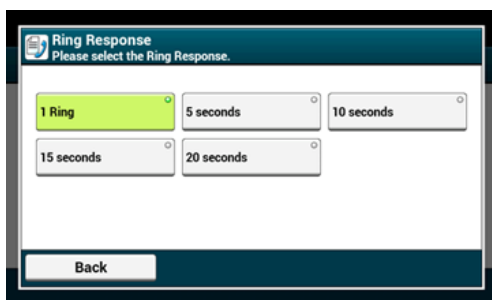 Ring Response
Please select the Ring Response.
1 Ring
5 seconds
10 seconds
15 seconds
20 seconds
Back